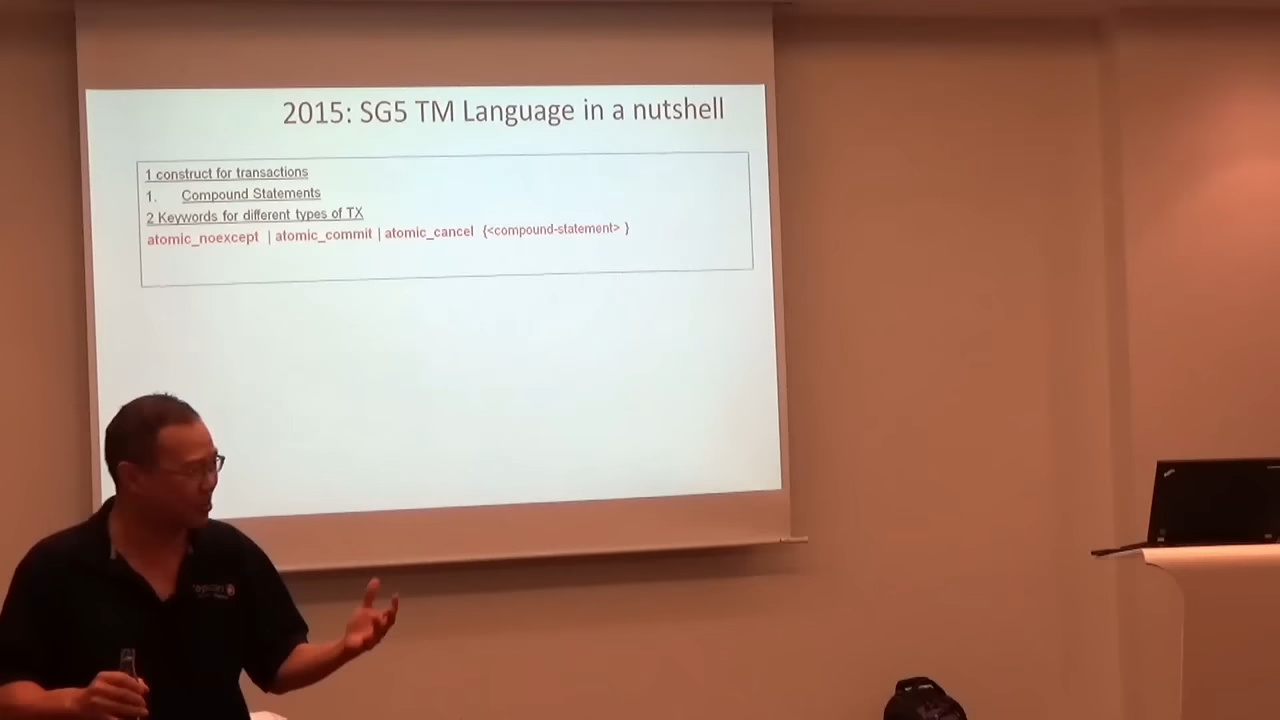 2015: SG5 TM Language in a nutshell
1 construct for transactions
1. Compound Statements
2 Keywords for different types of TX
atomic_noexcept | atomic_commit | atomic_cancel {<compound-statement> }